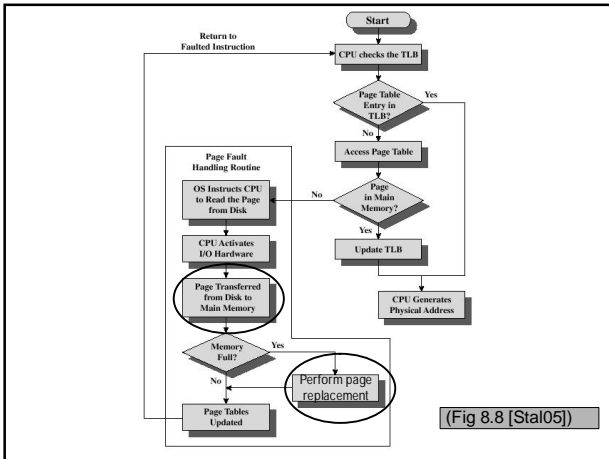 Start
Return to
Faulted Instruction
CPU checks the TLB
Page Table
Entry in
TLB?
Yes
No
Access Page Table
Page Fault
Handling Routine
OS Instructs CPU
to Read the Page
from Disk
No
Page
in Main
Memory?
Yes
CPU Activates
I/O Hardware
Update TLB
Page Transferred
from Disk to
Main Memory
CPU Generates
Physical Address
Memory
Full?
Yes
No
Perform page
replacement
Page Tables
Updated
(Fig 8.8 [Stal05])